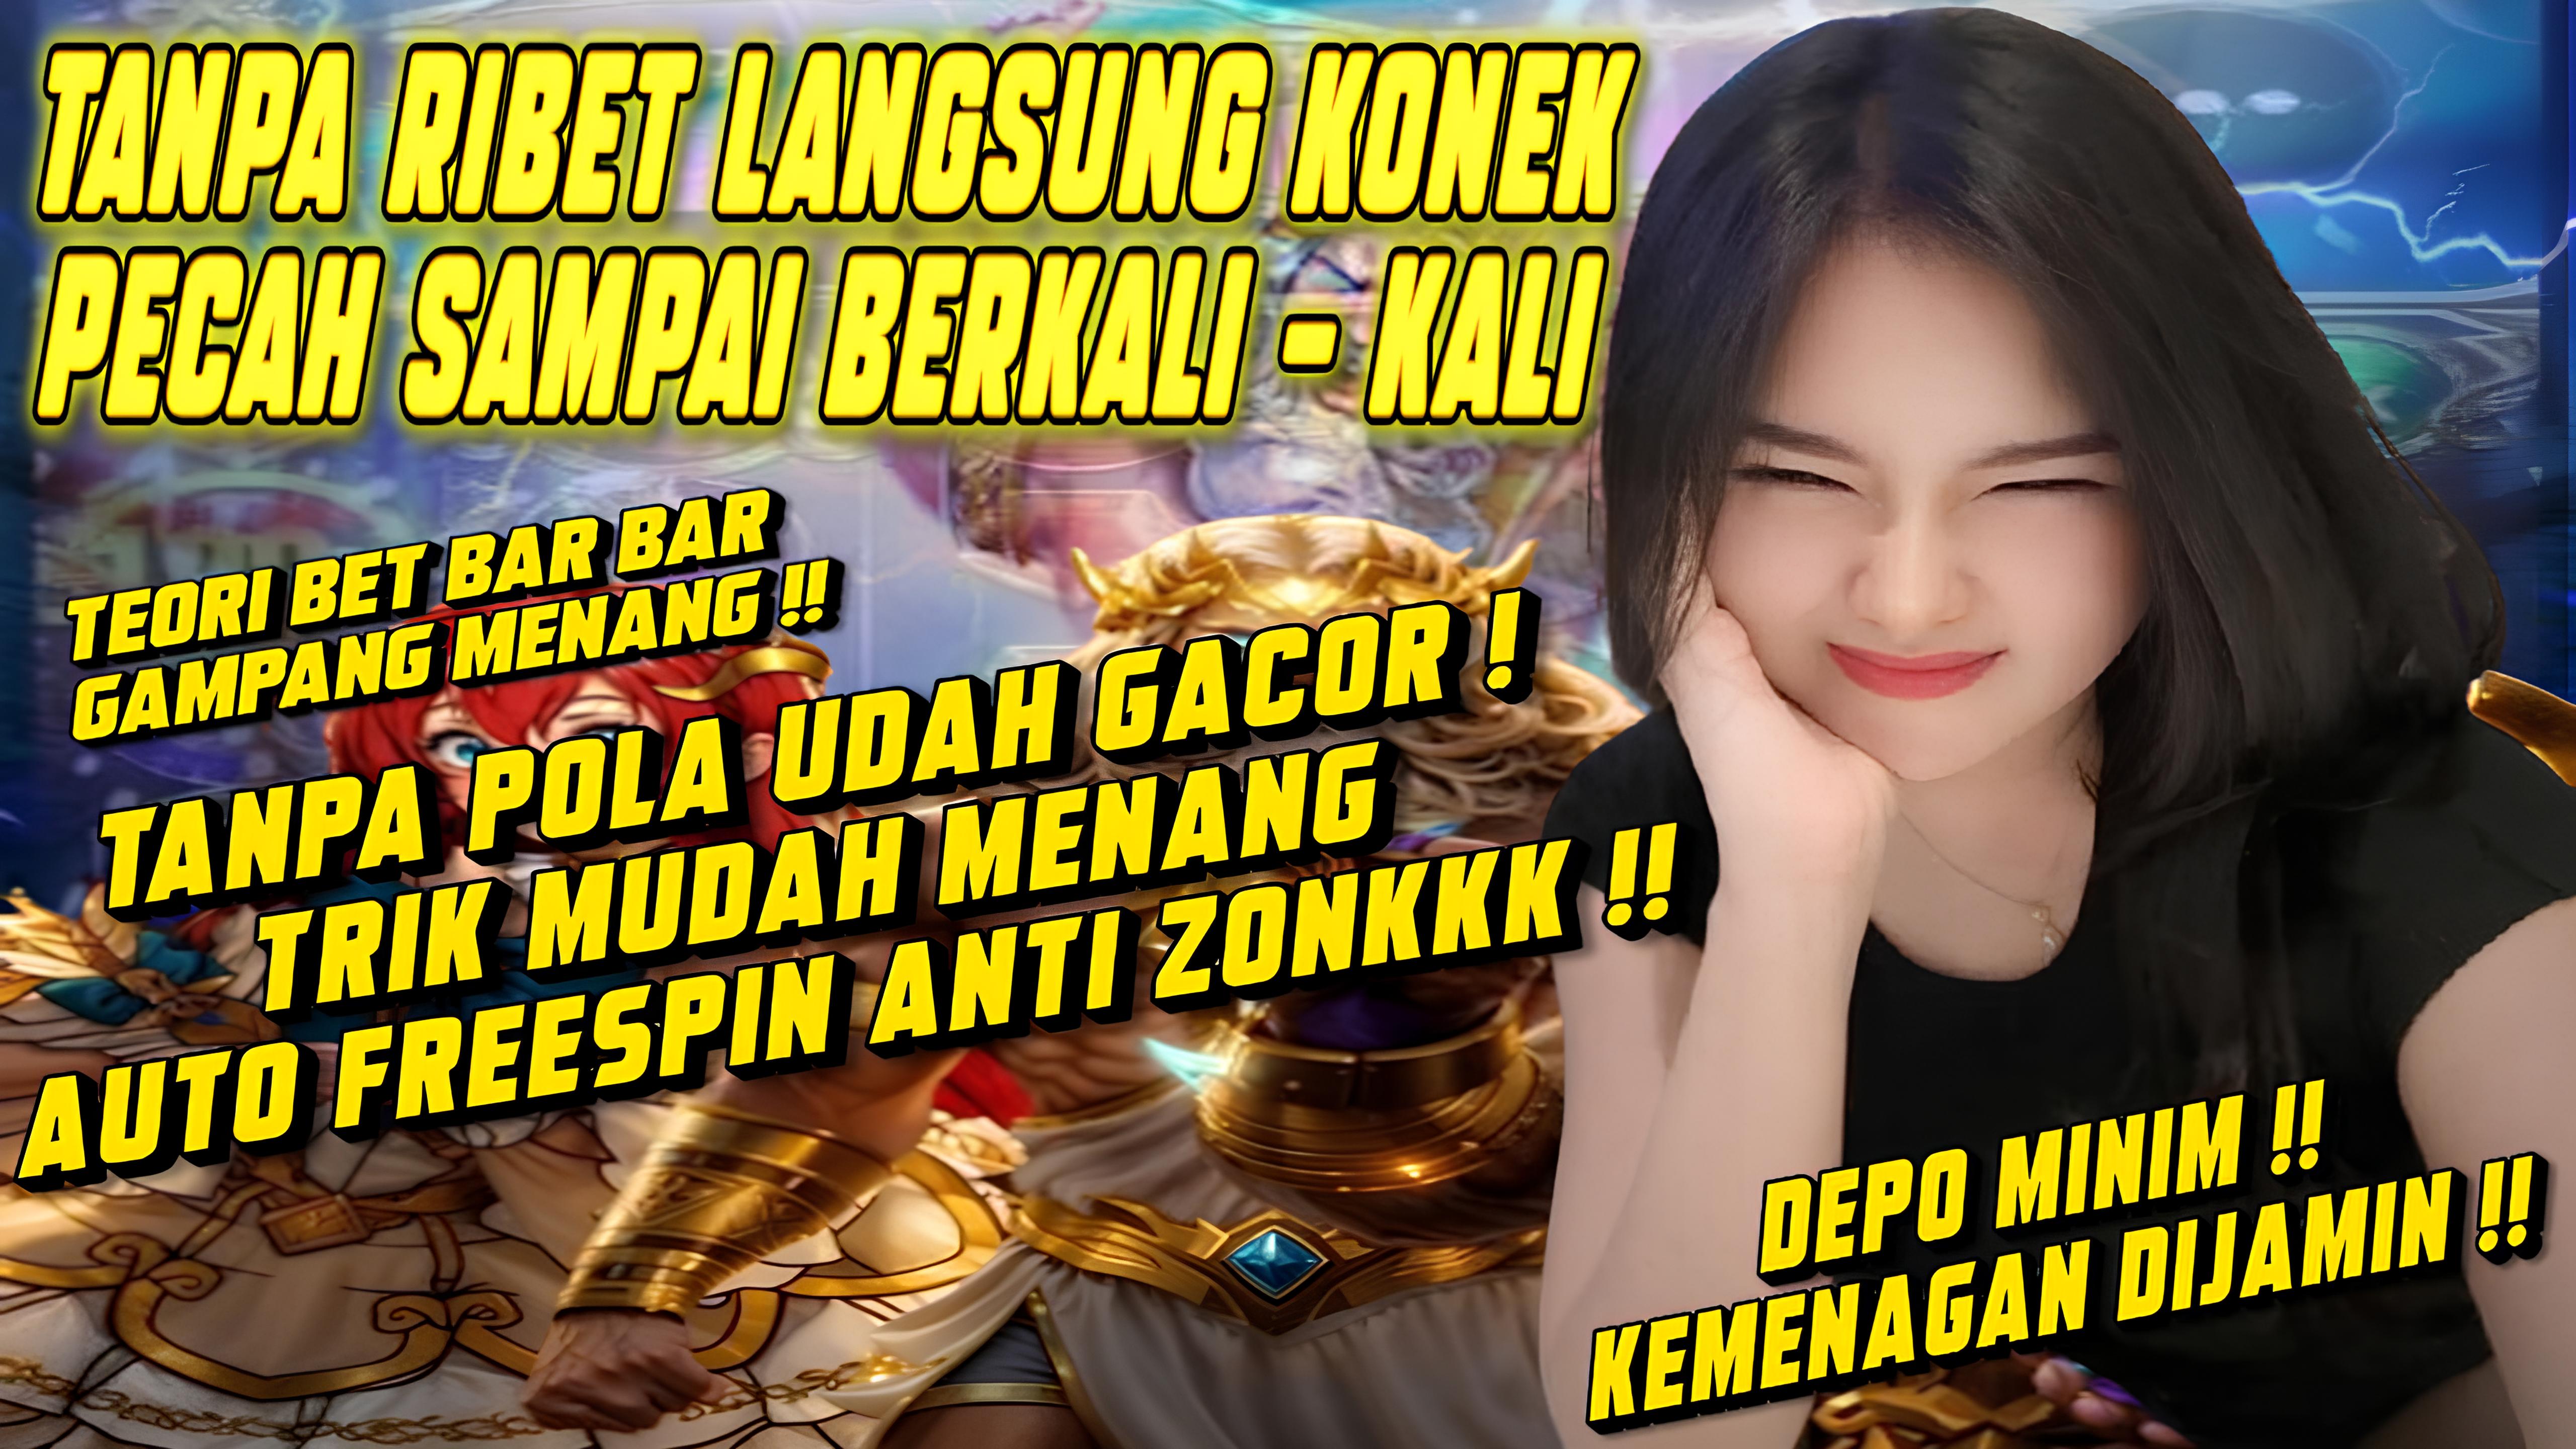 TANPA RIBET LANGSUNG KONEK
PECAH SAMPAI BERKALI - KALI
TEORI BET BAR BAR
GAMPANG MENANG !!
TANPA POLA UDAH GACOR !
TRIK MUDAH MENANG
AUTO FREESPIN ANTI ZONKKK !!
DEPO MINIM !!
KEMENAGAN DIJAMIN !!